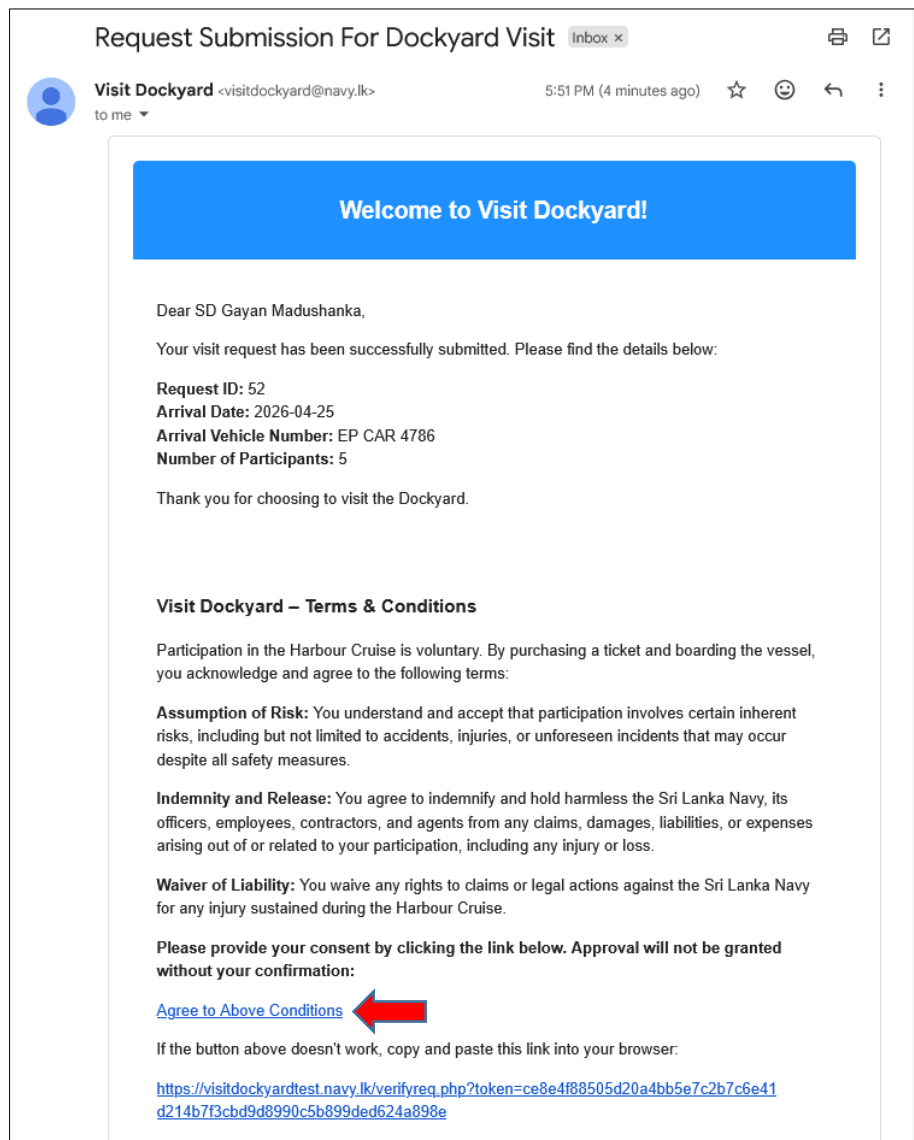 Request Submission For Dockyard Visit Inbox ×
Visit Dockyard <visitdockyard@navy.lk> 5:51 PM (4 minutes ago)
to me
Welcome to Visit Dockyard!
Dear SD Gayan Madushanka,
Your visit request has been successfully submitted. Please find the details below:
Request ID: 52
Arrival Date: 2026-04-25
Arrival Vehicle Number: EP CAR 4786
Number of Participants: 5
Thank you for choosing to visit the Dockyard.
Visit Dockyard – Terms & Conditions
Participation in the Harbour Cruise is voluntary. By purchasing a ticket and boarding the vessel,
you acknowledge and agree to the following terms:
Assumption of Risk: You understand and accept that participation involves certain inherent
risks, including but not limited to accidents, injuries, or unforeseen incidents that may occur
despite all safety measures.
Indemnity and Release: You agree to indemnify and hold harmless the Sri Lanka Navy, its
officers, employees, contractors, and agents from any claims, damages, liabilities, or expenses
arising out of or related to your participation, including any injury or loss.
Waiver of Liability: You waive any rights to claims or legal actions against the Sri Lanka Navy
for any injury sustained during the Harbour Cruise.
Please provide your consent by clicking the link below. Approval will not be granted
without your confirmation:
Agree to Above Conditions
If the button above doesn't work, copy and paste this link into your browser:
https://visitdockyardtest.navy.lk/verifyreq.php?token=ce8e4f88505d20a4bb5e7c2b7c6e41
d214b7f3cbd9d8990c5b899ded624a898e